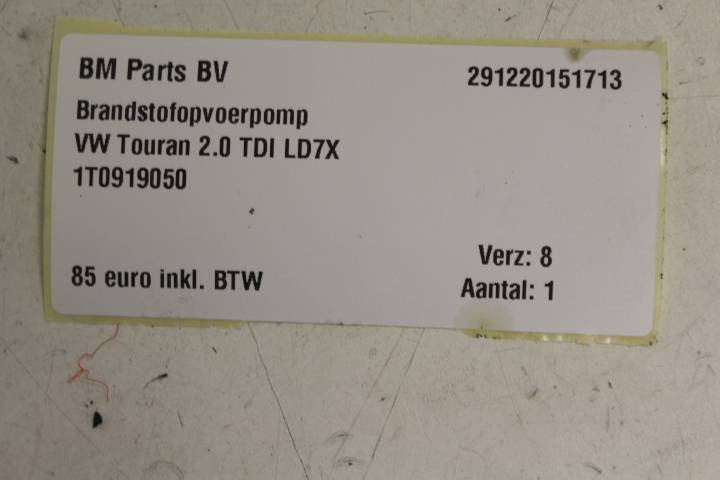 BM Parts BV 291220151713
Brandstofopvoerpomp
VW Touran 2.0 TDI LD7X
1T0919050
Verz: 8
85 euro inkl. BTW Aantal: 1